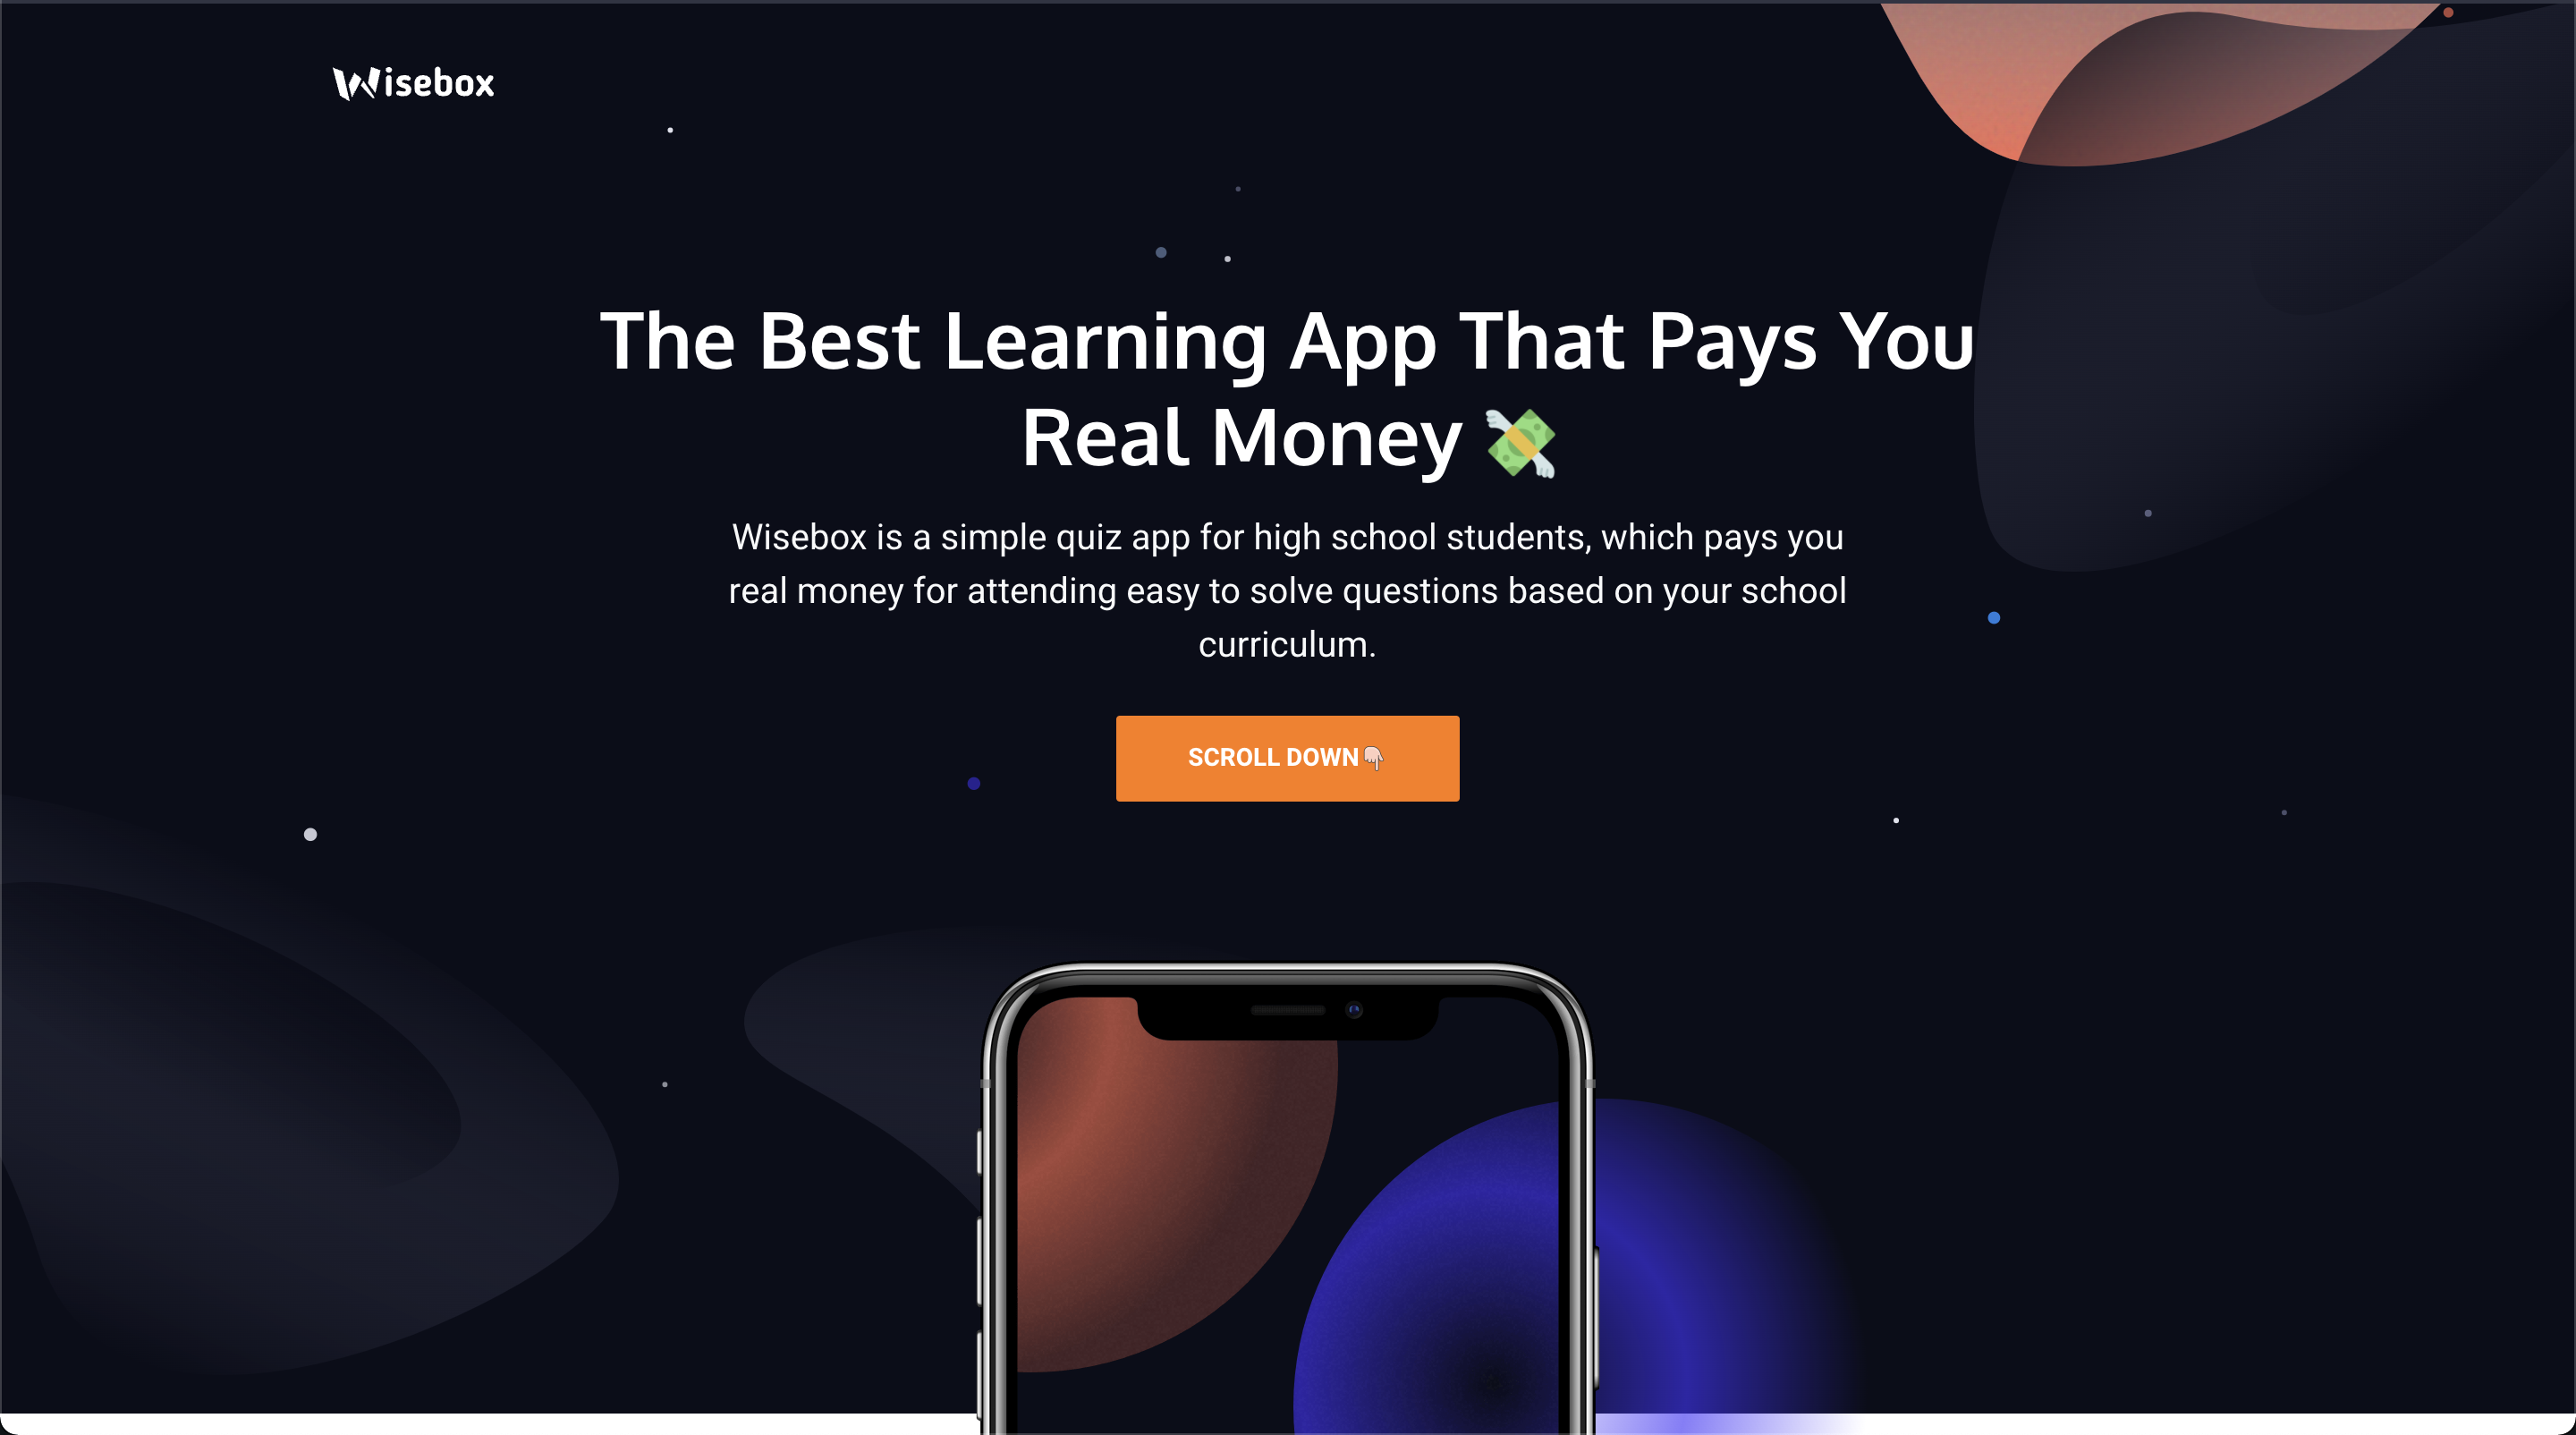 Wisebox
The Best Learning App That Pays You
Real Money 💸
Wisebox is a simple quiz app for high school students, which pays you
real money for attending easy to solve questions based on your school
curriculum.
SCROLL DOWN👇🏻